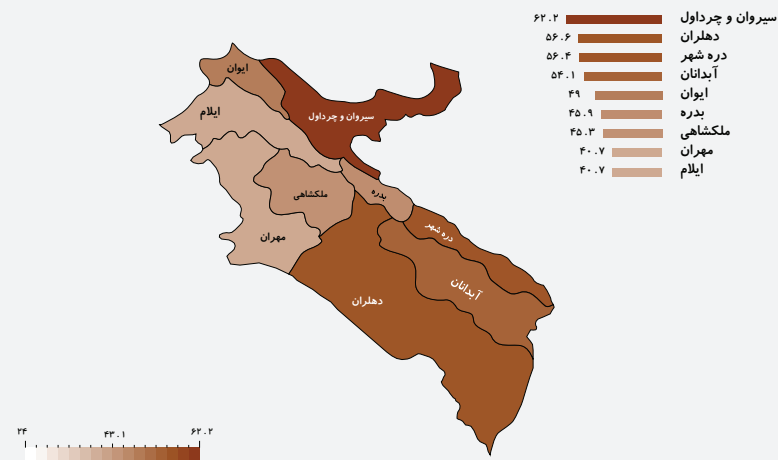 سیروان و چرداول ۶۲.۲
دهلران ۵۶.۶
دره شهر ۵۶.۴
آبدانان ۵۴.۱
ایوان ۴۹
بدره ۴۵.۹
ملکشاهی ۴۵.۳
مهران ۴۰.۷
ایلام ۴۰.۷
ایوان
ایلام
سیروان و چرداول
ملکشاهی
بدره
مهران
دره شهر
آبدانان
دهلران
۲۴ ۴۳.۱ ۶۲.۲